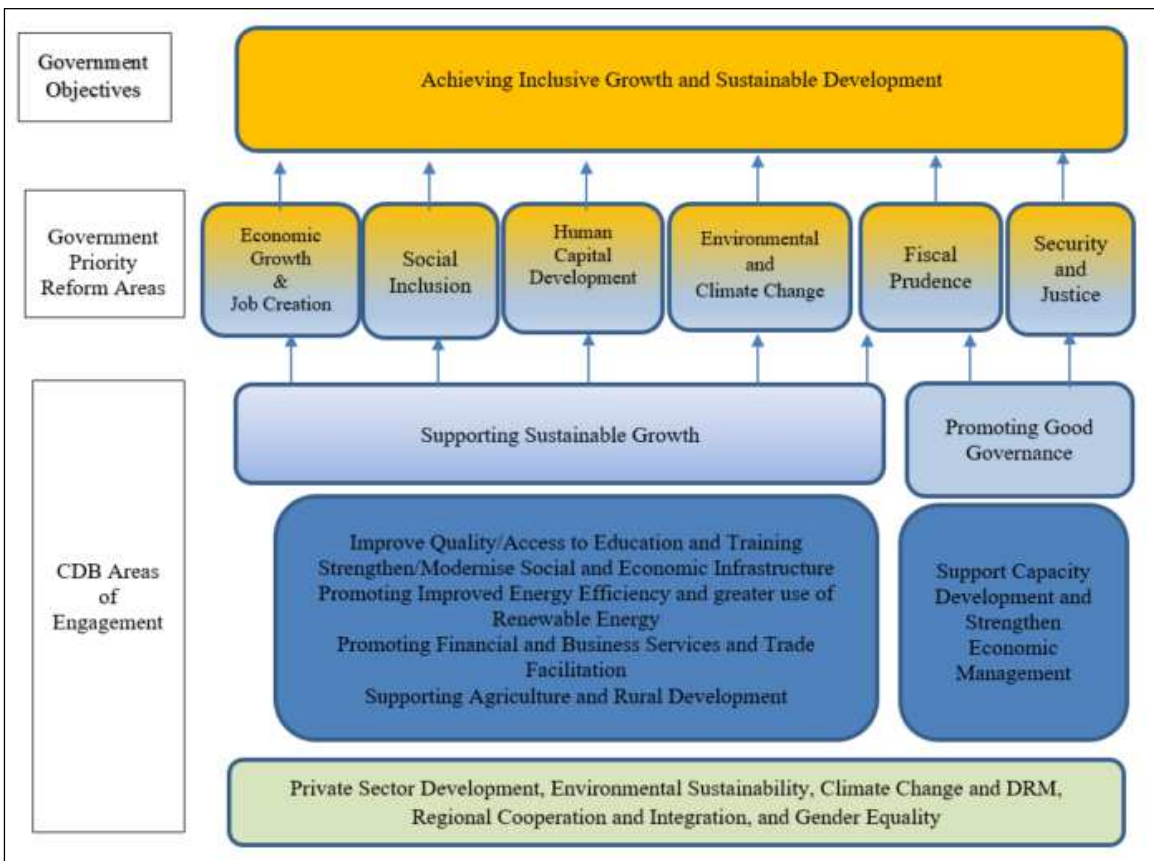 Government
Objectives
Achieving Inclusive Growth and Sustainable Development
Government
Priority
Reform Areas
Economic
Growth
&
Job Creation
Social
Inclusion
Human
Capital
Development
Environmental
and
Climate Change
Fiscal
Prudence
Security
and
Justice
CDB Areas
of
Engagement
Supporting Sustainable Growth
Promoting Good
Governance
Improve Quality/Access to Education and Training
Strengthen/Modernise Social and Economic Infrastructure
Promoting Improved Energy Efficiency and greater use of
Renewable Energy
Promoting Financial and Business Services and Trade
Facilitation
Supporting Agriculture and Rural Development
Support Capacity
Development and
Strengthen
Economic
Management
Private Sector Development, Environmental Sustainability, Climate Change and DRM,
Regional Cooperation and Integration, and Gender Equality